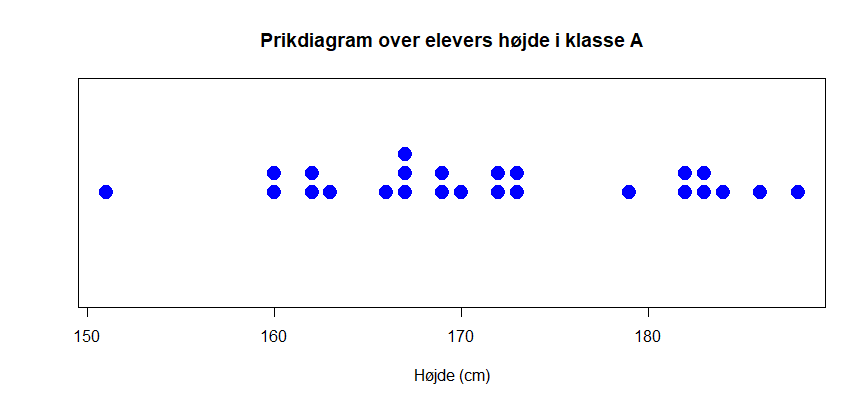 Prikdiagram over elevers højde i klasse A
150 160 170 180
Højde (cm)